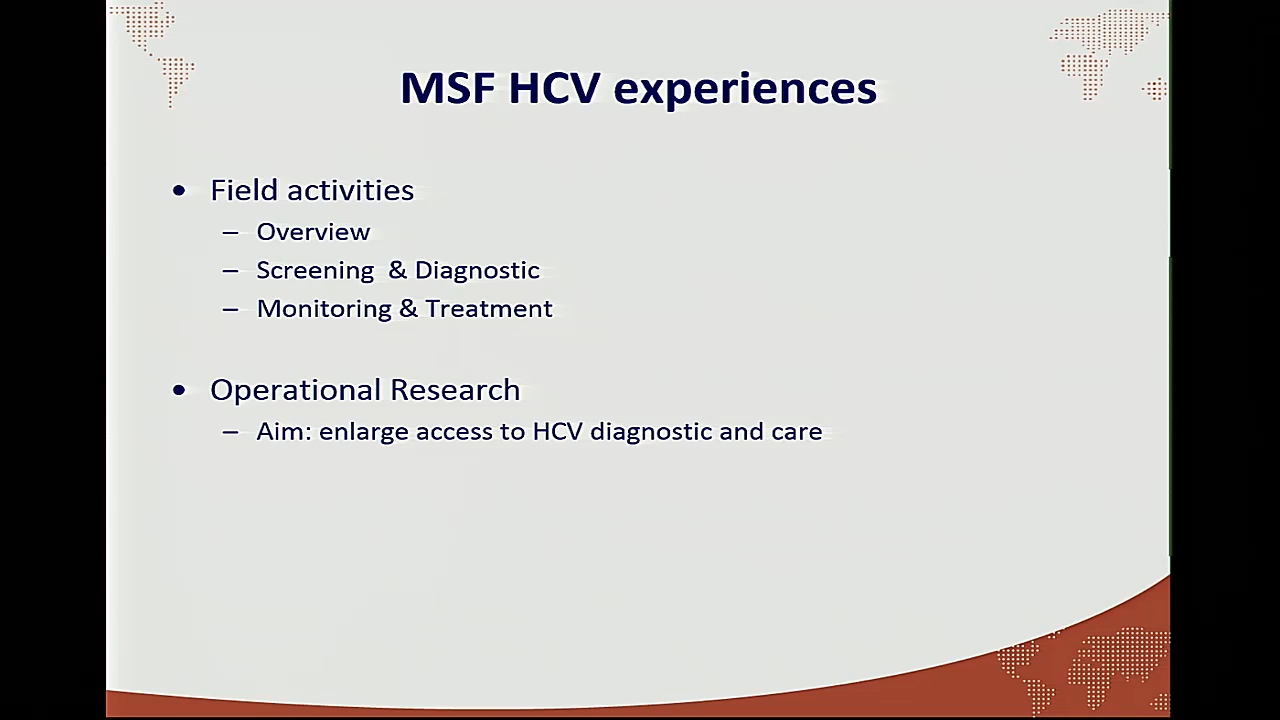 MSF HCV experiences
• Field activities
– Overview
– Screening & Diagnostic
– Monitoring & Treatment
• Operational Research
– Aim: enlarge access to HCV diagnostic and care